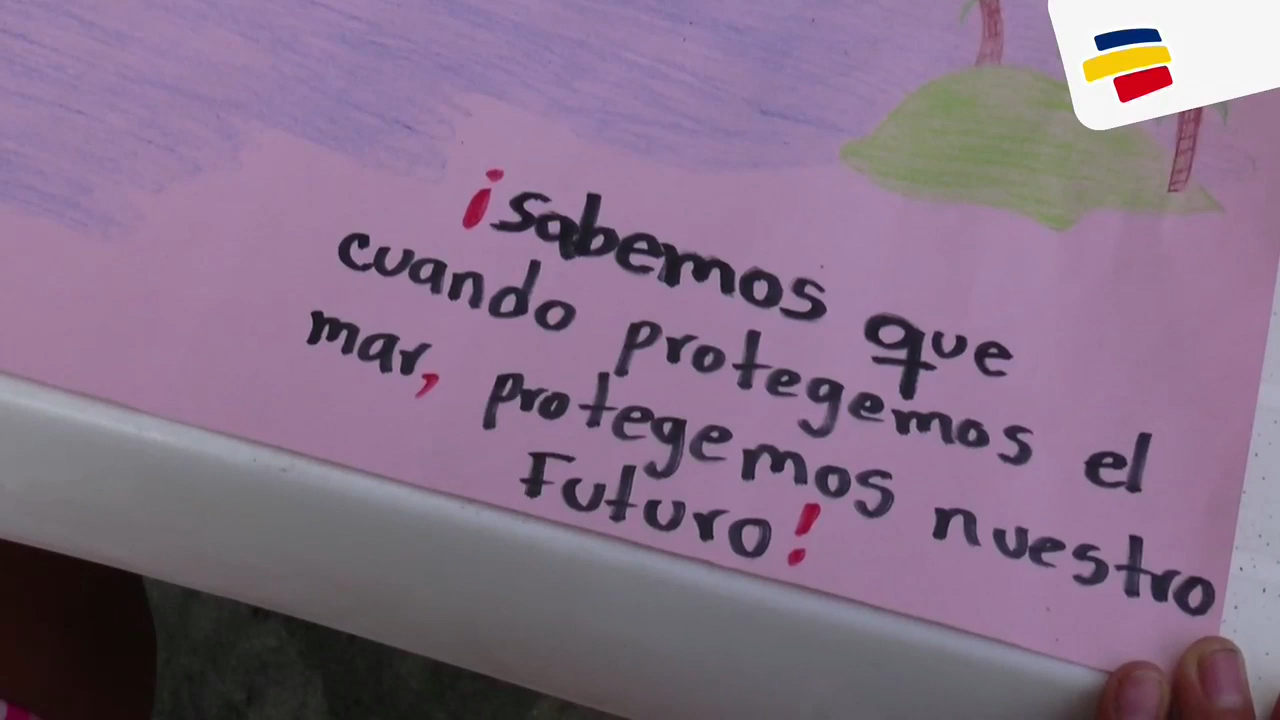 ¡sabemos que
cuando protegemos el
mar, protegemos nuestro
Futuro!